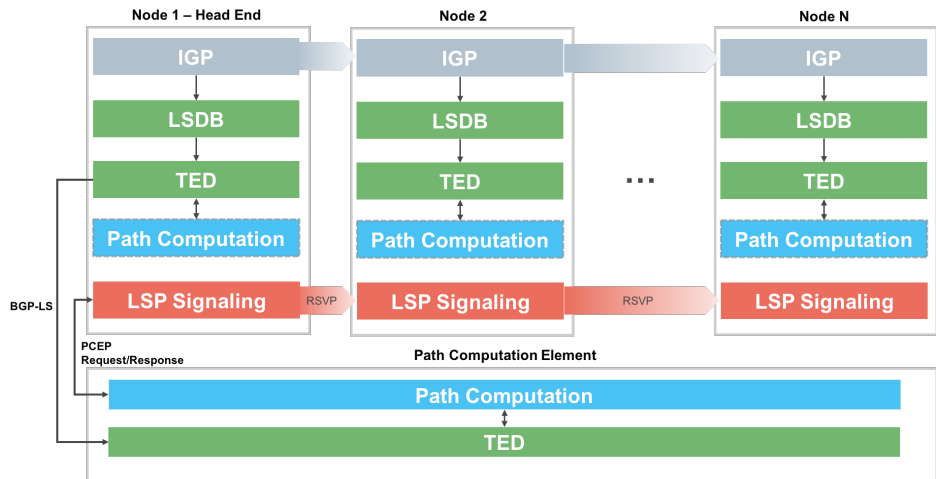 Node 1 – Head End
Node 2
Node N
IGP
IGP
IGP
LSDB
LSDB
LSDB
TED
TED
TED
...
Path Computation
Path Computation
Path Computation
LSP Signaling
RSVP
LSP Signaling
RSVP
LSP Signaling
BGP-LS
PCEP
Request/Response
Path Computation Element
Path Computation
TED